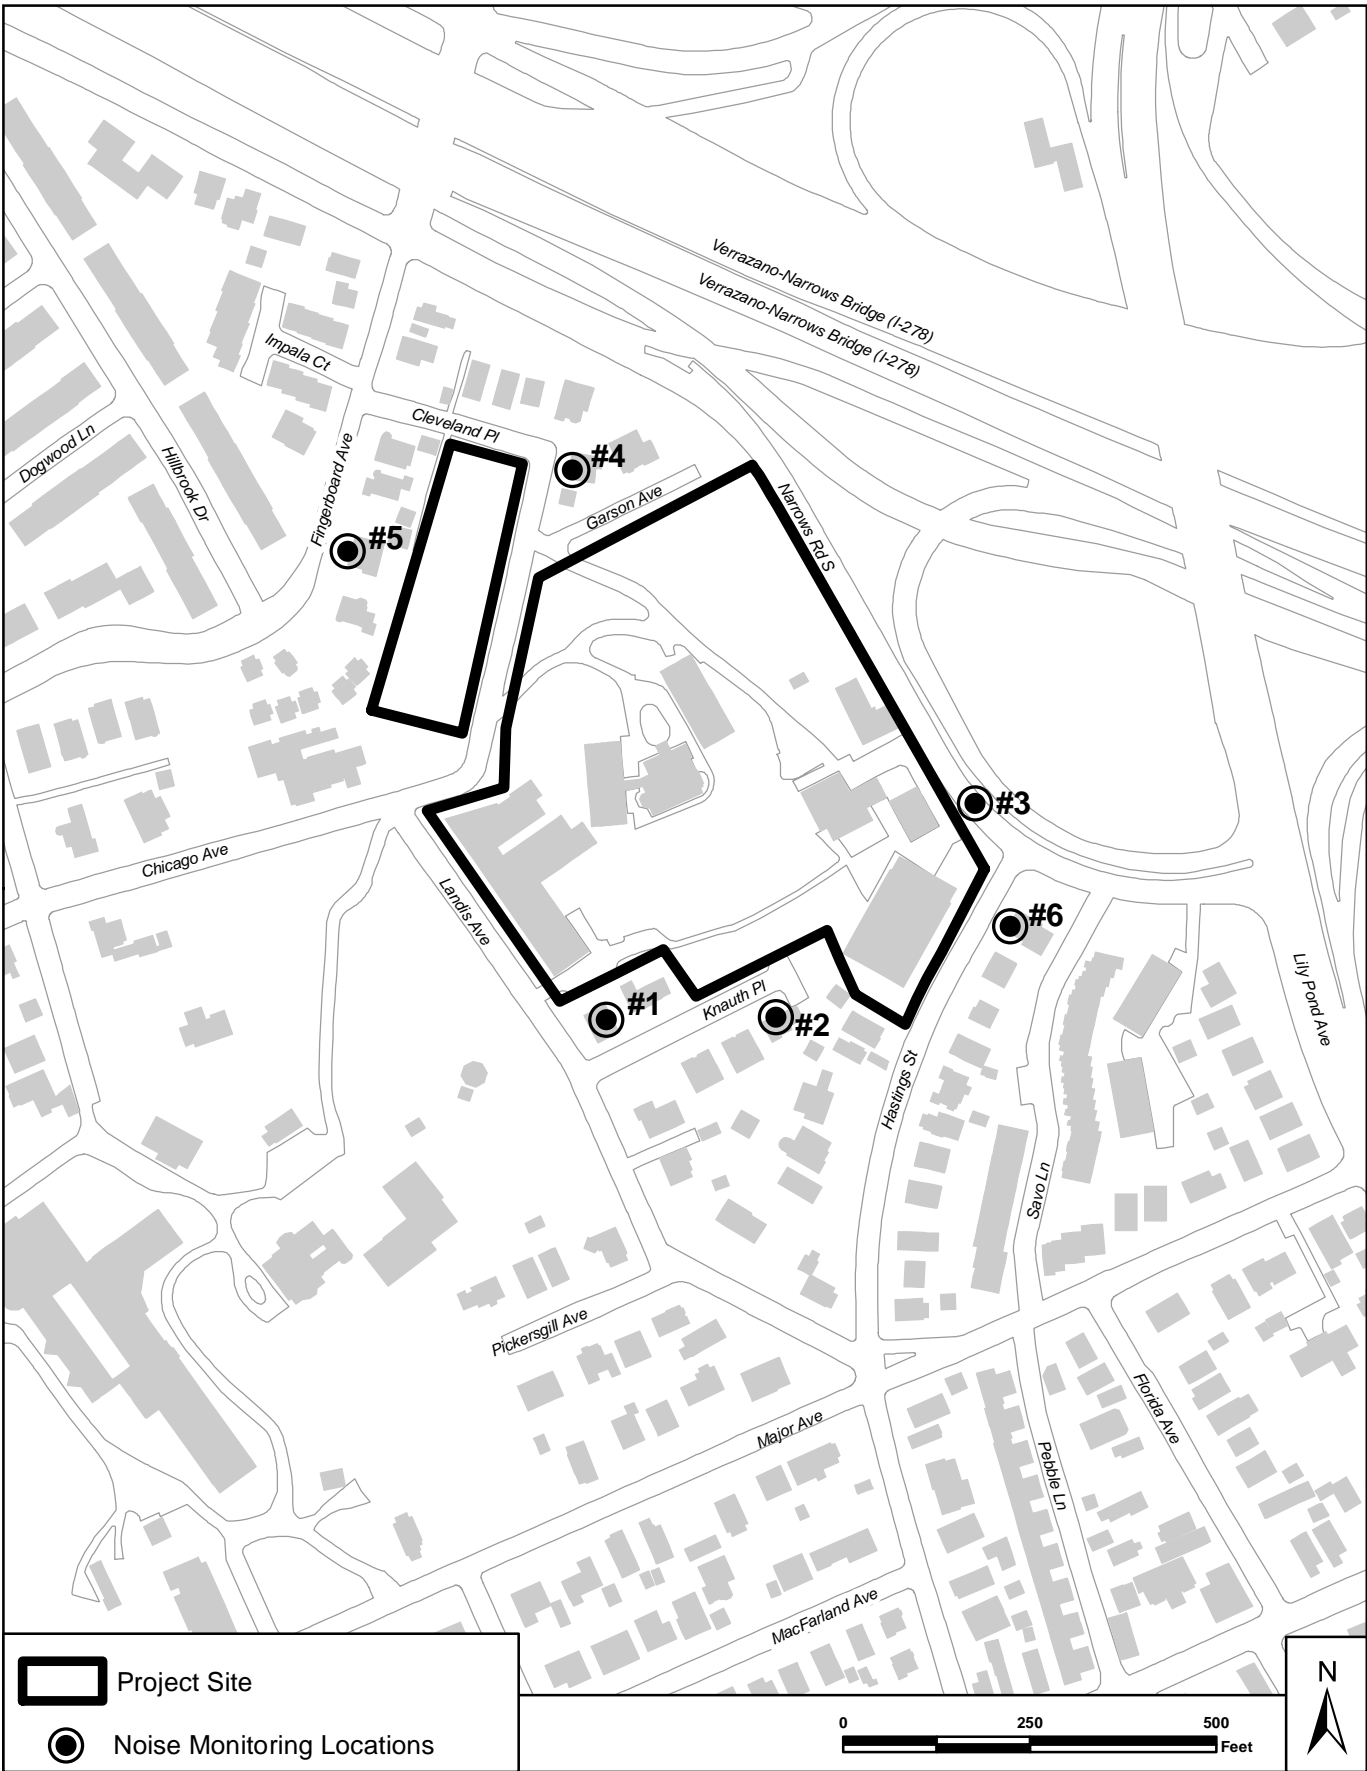 Verrazano-Narrows Bridge (I-278)
Verrazano-Narrows Bridge (I-278)
Impala Ct
Cleveland Pl
Dogwood Ln
Hillbrook Dr
Fingerboard Ave
#4
Garson Ave
Narrows Rd S
#5
#3
Chicago Ave
Landis Ave
#6
#1
Knauth Pl
#2
Lily Pond Ave
Hastings St
Savo Ln
Pickersgill Ave
Major Ave
Florida Ave
Pebble Ln
MacFarland Ave
Project Site
Noise Monitoring Locations
0 250 500
Feet
N